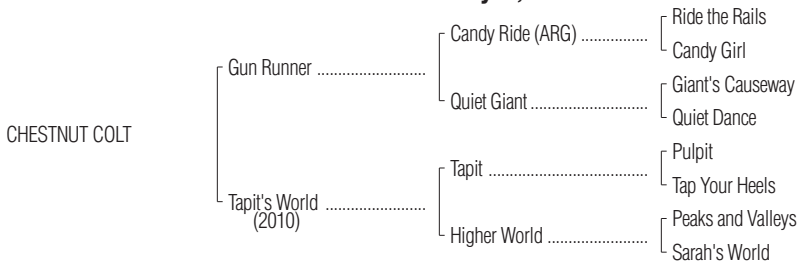 Ride the Rails
Candy Ride (ARG) ................
Candy Girl
Gun Runner ..........................
Giant's Causeway
Quiet Giant ............................
Quiet Dance
CHESTNUT COLT
Pulpit
Tapit ......................................
Tap Your Heels
Tapit's World ........................
(2010)
Peaks and Valleys
Higher World ........................
Sarah's World